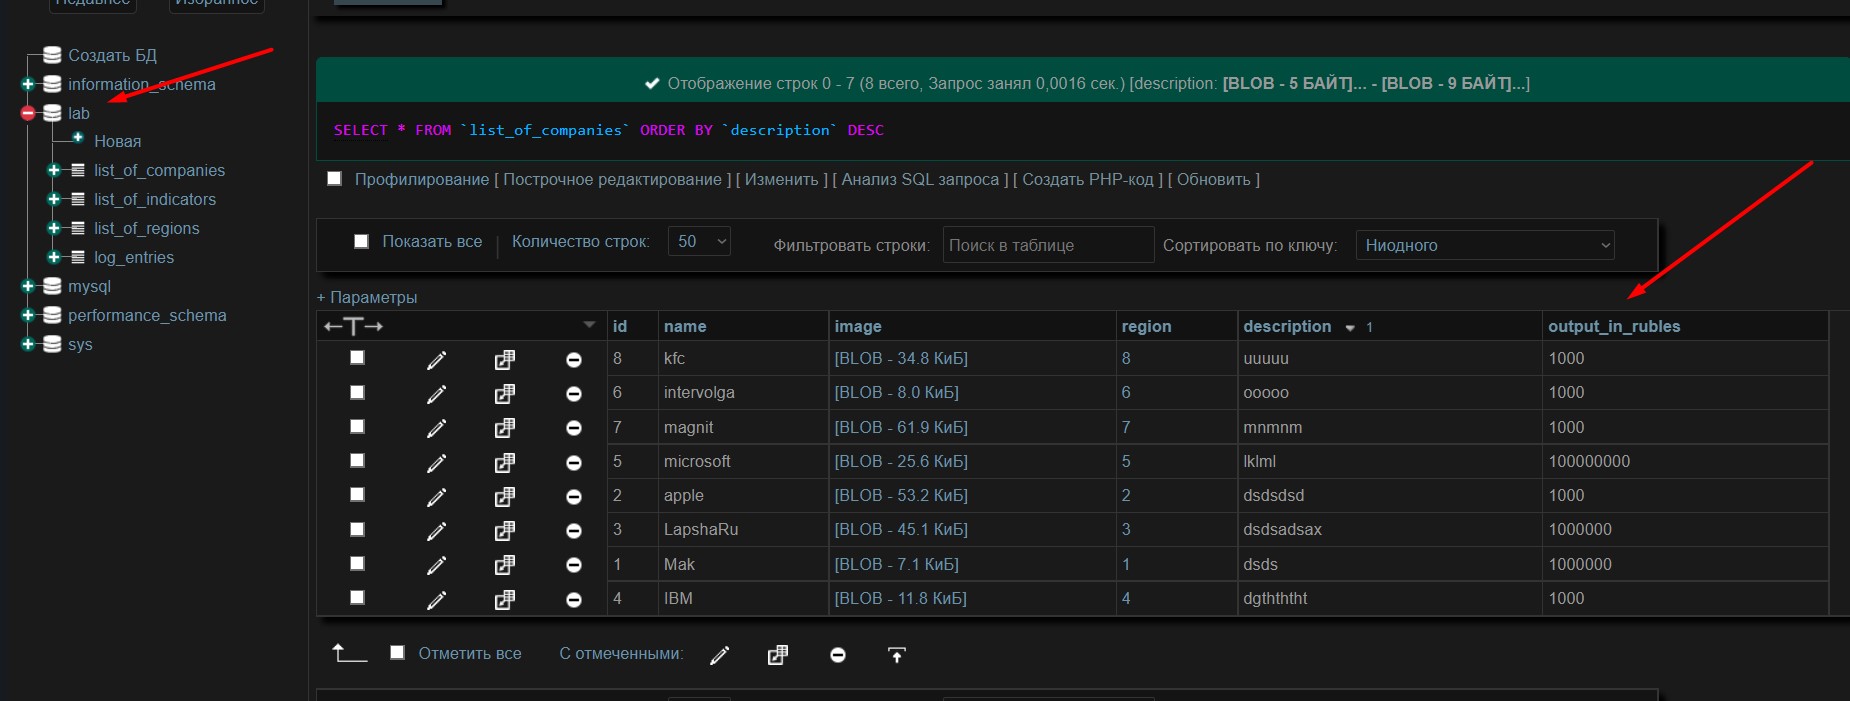 Недавнее Избранное
Создать БД
information_schema
lab
Новая
list_of_companies
list_of_indicators
list_of_regions
log_entries
mysql
performance_schema
sys
Отображение строк 0 - 7 (8 всего, Запрос занял 0,0016 сек.) [description: [BLOB - 5 БАЙТ]... - [BLOB - 9 БАЙТ]...]
SELECT * FROM `list_of_companies` ORDER BY `description` DESC
Профилирование [ Построчное редактирование ] [ Изменить ] [ Анализ SQL запроса ] [ Создать PHP-код ] [ Обновить ]
Показать все Количество строк: 50 Фильтровать строки: Поиск в таблице Сортировать по ключу: Ниодного
+ Параметры
←T→ id name image region description 1 output_in_rubles
8 kfc [BLOB - 34.8 КиБ] 8 uuuuu 1000
6 intervolga [BLOB - 8.0 КиБ] 6 ooooo 1000
7 magnit [BLOB - 61.9 КиБ] 7 mnmnm 1000
5 microsoft [BLOB - 25.6 КиБ] 5 lklml 100000000
2 apple [BLOB - 53.2 КиБ] 2 dsdsdsd 1000
3 LapshaRu [BLOB - 45.1 КиБ] 3 dsdsadsax 1000000
1 Mak [BLOB - 7.1 КиБ] 1 dsds 1000000
4 IBM [BLOB - 11.8 КиБ] 4 dgthththt 1000
Отметить все С отмеченными: